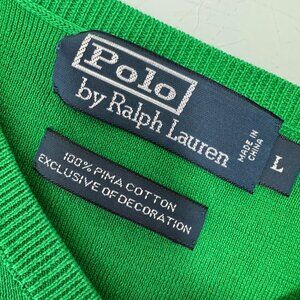 Polo
by Ralph Lauren
MADE IN
CHINA
L
100% PIMA COTTON
EXCLUSIVE OF DECORATION